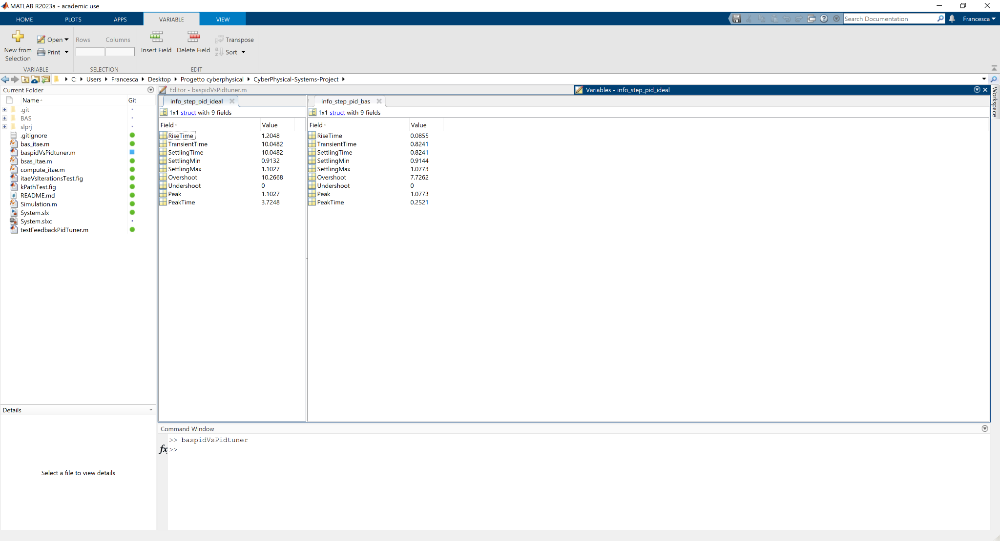 MATLAB R2023a - academic use
HOME PLOTS APPS VARIABLE VIEW
Search Documentation
Francesca
New from Selection
Open
Print
VARIABLE
Rows Columns
SELECTION
Insert Field
Delete Field
Transpose
Sort
EDIT
C: Users Francesca Desktop Progetto cyberphysical CyberPhysical-Systems-Project
Current Folder
Name Git
.git
BAS
slprj
.gitignore
bas_itae.m
baspidVsPidtuner.m
bsas_itae.m
compute_itae.m
itaeVsIterationsTest.fig
kPathTest.fig
README.md
Simulation.m
System.slx
System.slxc
testFeedbackPidTuner.m
Details
Select a file to view details
Editor - baspidVsPidtuner.m
Variables - info_step_pid_ideal
info_step_pid_ideal
1x1 struct with 9 fields
Field Value
RiseTime 1.2048
TransientTime 10.0482
SettlingTime 10.0482
SettlingMin 0.9132
SettlingMax 1.1027
Overshoot 10.2668
Undershoot 0
Peak 1.1027
PeakTime 3.7248
info_step_pid_bas
1x1 struct with 9 fields
Field Value
RiseTime 0.0855
TransientTime 0.8241
SettlingTime 0.8241
SettlingMin 0.9144
SettlingMax 1.0773
Overshoot 7.7262
Undershoot 0
Peak 1.0773
PeakTime 0.2521
Workspace
Command Window
>> baspidVsPidtuner
fx >>